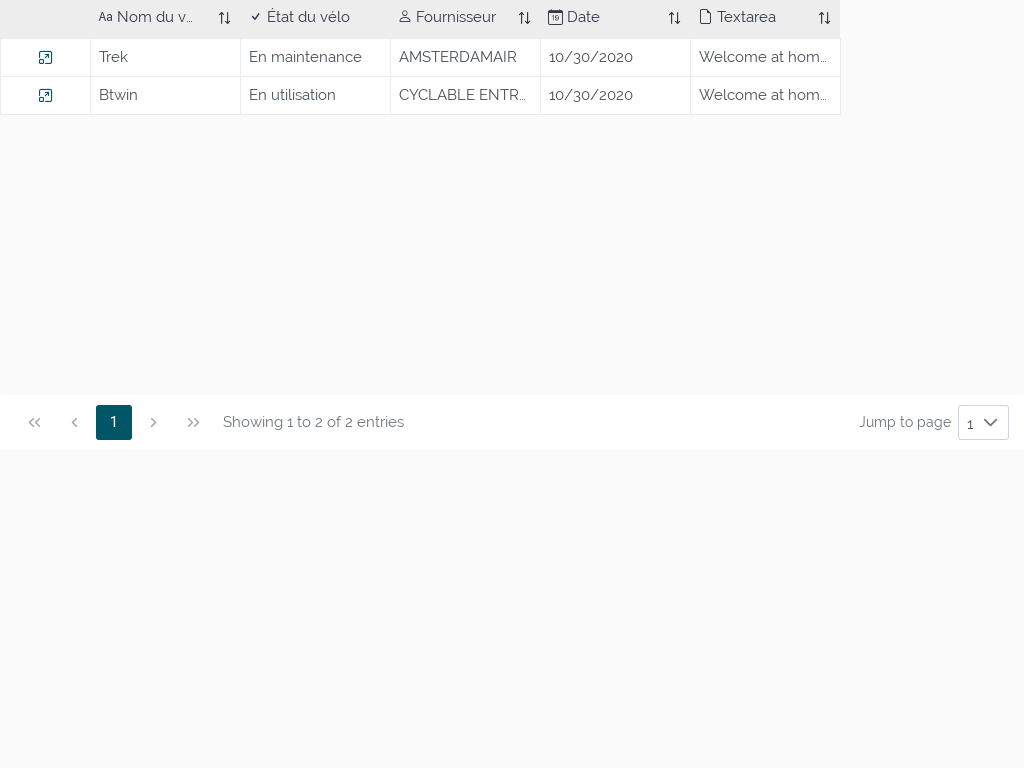 Aa Nom du v... État du vélo Fournisseur 19 Date Textarea
Trek En maintenance AMSTERDAMAIR 10/30/2020 Welcome at hom...
Btwin En utilisation CYCLABLE ENTR... 10/30/2020 Welcome at hom...
1 Showing 1 to 2 of 2 entries Jump to page 1